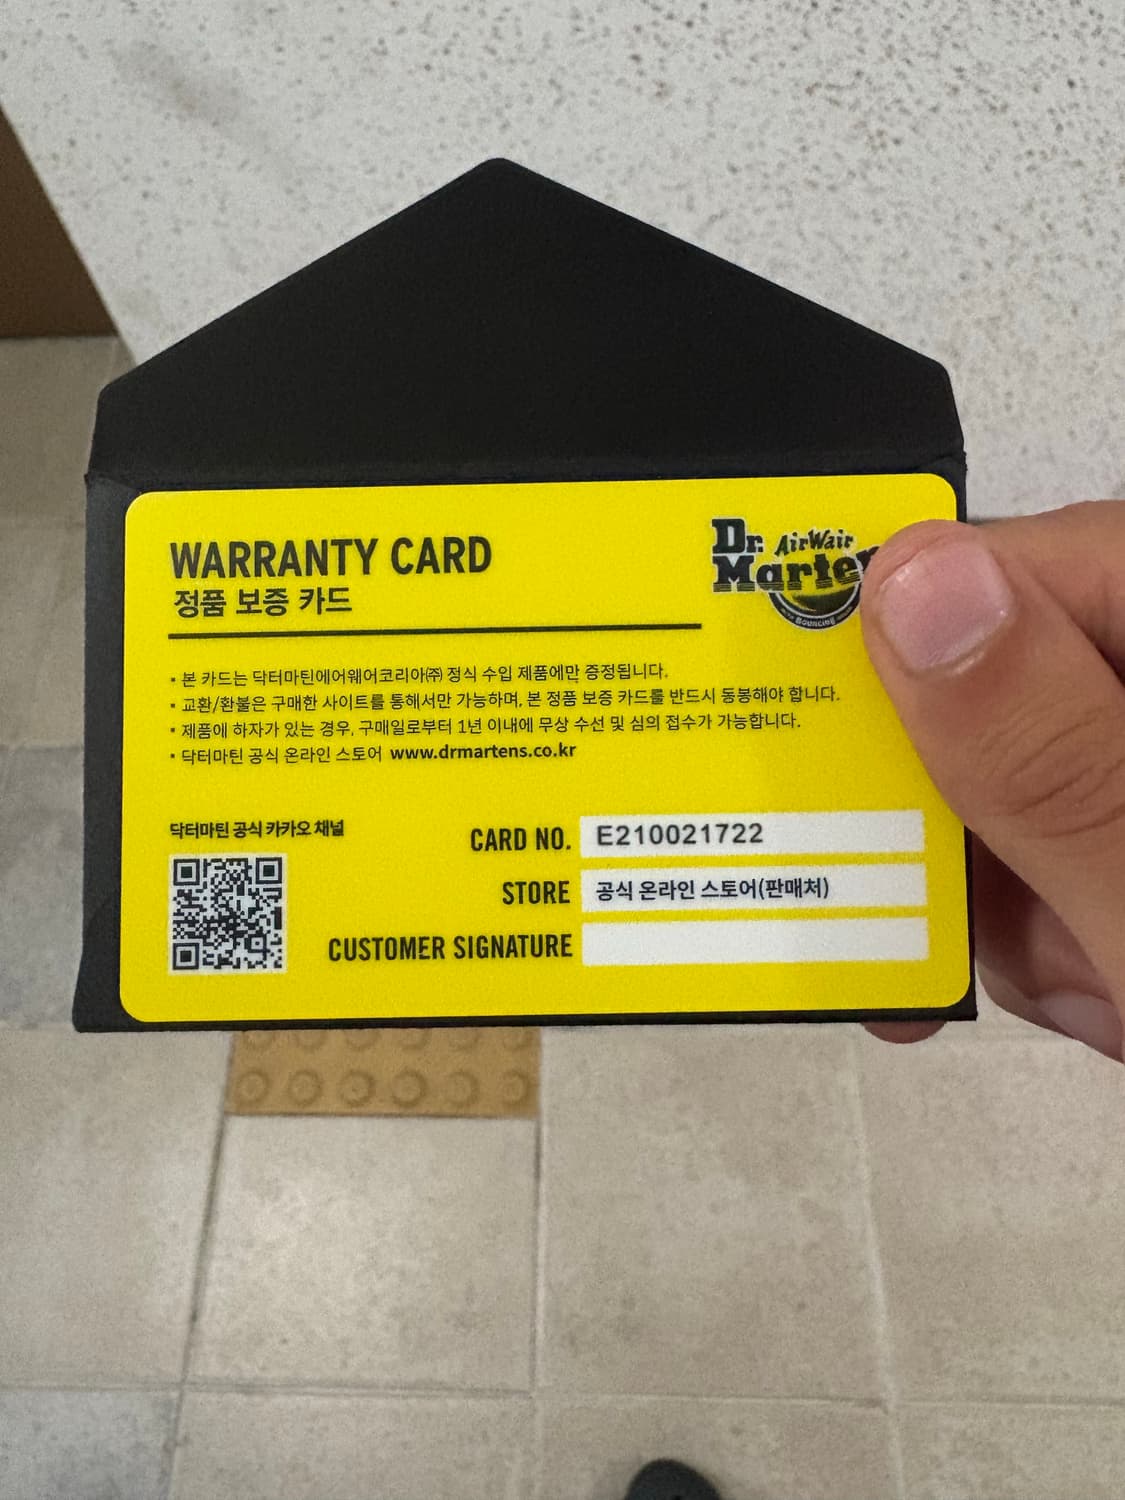 WARRANTY CARD
정품 보증 카드
Dr. AirWair
Martens
BOUNCING
• 본 카드는 닥터마틴에어웨어코리아㈜ 정식 수입 제품에만 증정됩니다.
• 교환/환불은 구매한 사이트를 통해서만 가능하며, 본 정품 보증 카드를 반드시 동봉해야 합니다.
• 제품에 하자가 있는 경우, 구매일로부터 1년 이내에 무상 수선 및 심의 접수가 가능합니다.
• 닥터마틴 공식 온라인 스토어 www.drmartens.co.kr
닥터마틴 공식 카카오 채널
CARD NO. E210021722
STORE 공식 온라인 스토어(판매처)
CUSTOMER SIGNATURE